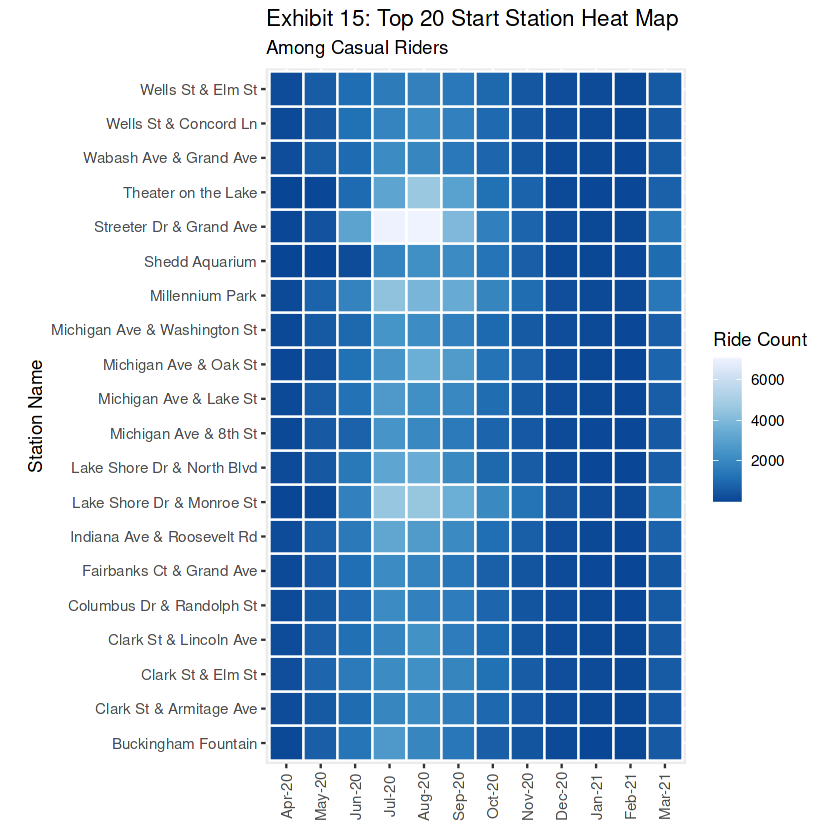 Exhibit 15: Top 20 Start Station Heat Map
Among Casual Riders
Station Name
Wells St & Elm St
Wells St & Concord Ln
Wabash Ave & Grand Ave
Theater on the Lake
Streeter Dr & Grand Ave
Shedd Aquarium
Millennium Park
Michigan Ave & Washington St
Michigan Ave & Oak St
Michigan Ave & Lake St
Michigan Ave & 8th St
Lake Shore Dr & North Blvd
Lake Shore Dr & Monroe St
Indiana Ave & Roosevelt Rd
Fairbanks Ct & Grand Ave
Columbus Dr & Randolph St
Clark St & Lincoln Ave
Clark St & Elm St
Clark St & Armitage Ave
Buckingham Fountain
Apr-20
May-20
Jun-20
Jul-20
Aug-20
Sep-20
Oct-20
Nov-20
Dec-20
Jan-21
Feb-21
Mar-21
Ride Count
6000
4000
2000